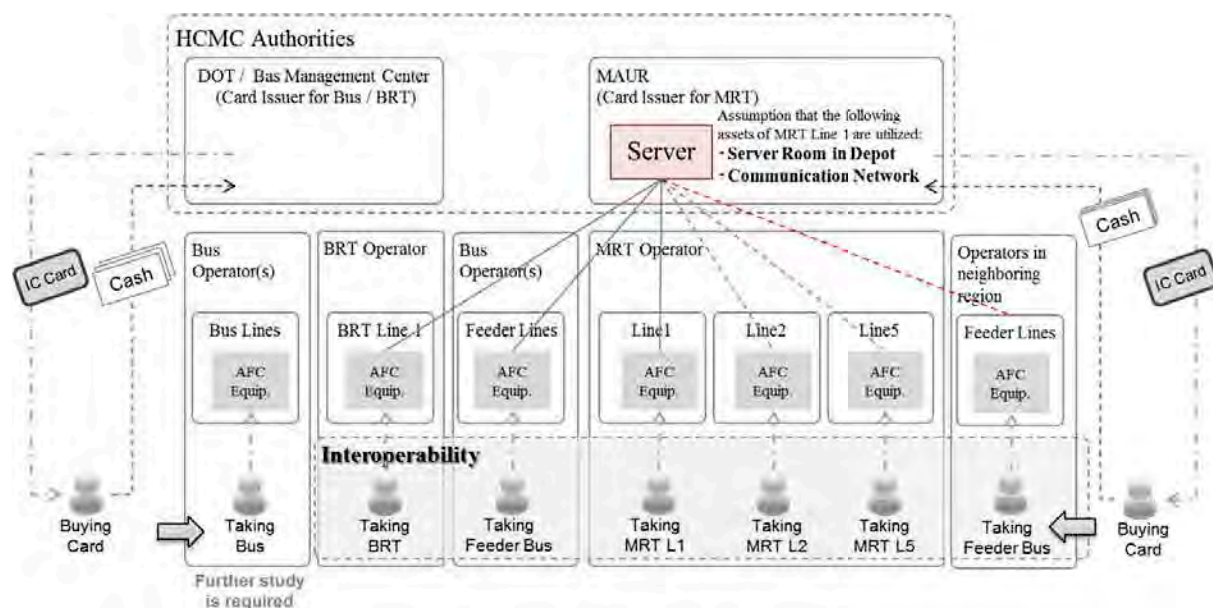 HCMC Authorities
DOT / Bas Management Center
(Card Issuer for Bus / BRT)
MAUR
(Card Issuer for MRT)
Assumption that the following
assets of MRT Line 1 are utilized:
・Server Room in Depot
・Communication Network
Server
IC Card
Cash
Cash
IC Card
Bus
Operator(s)
BRT Operator
Bus
Operator(s)
MRT Operator
Operators in
neighboring
region
Bus Lines
BRT Line 1
Feeder Lines
Line1
Line2
Line5
Feeder Lines
AFC
Equip.
AFC
Equip.
AFC
Equip.
AFC
Equip.
AFC
Equip.
AFC
Equip.
AFC
Equip.
Interoperability
Buying
Card
Taking
Bus
Taking
BRT
Taking
Feeder Bus
Taking
MRT L1
Taking
MRT L2
Taking
MRT L5
Taking
Feeder Bus
Buying
Card
Further study
is required